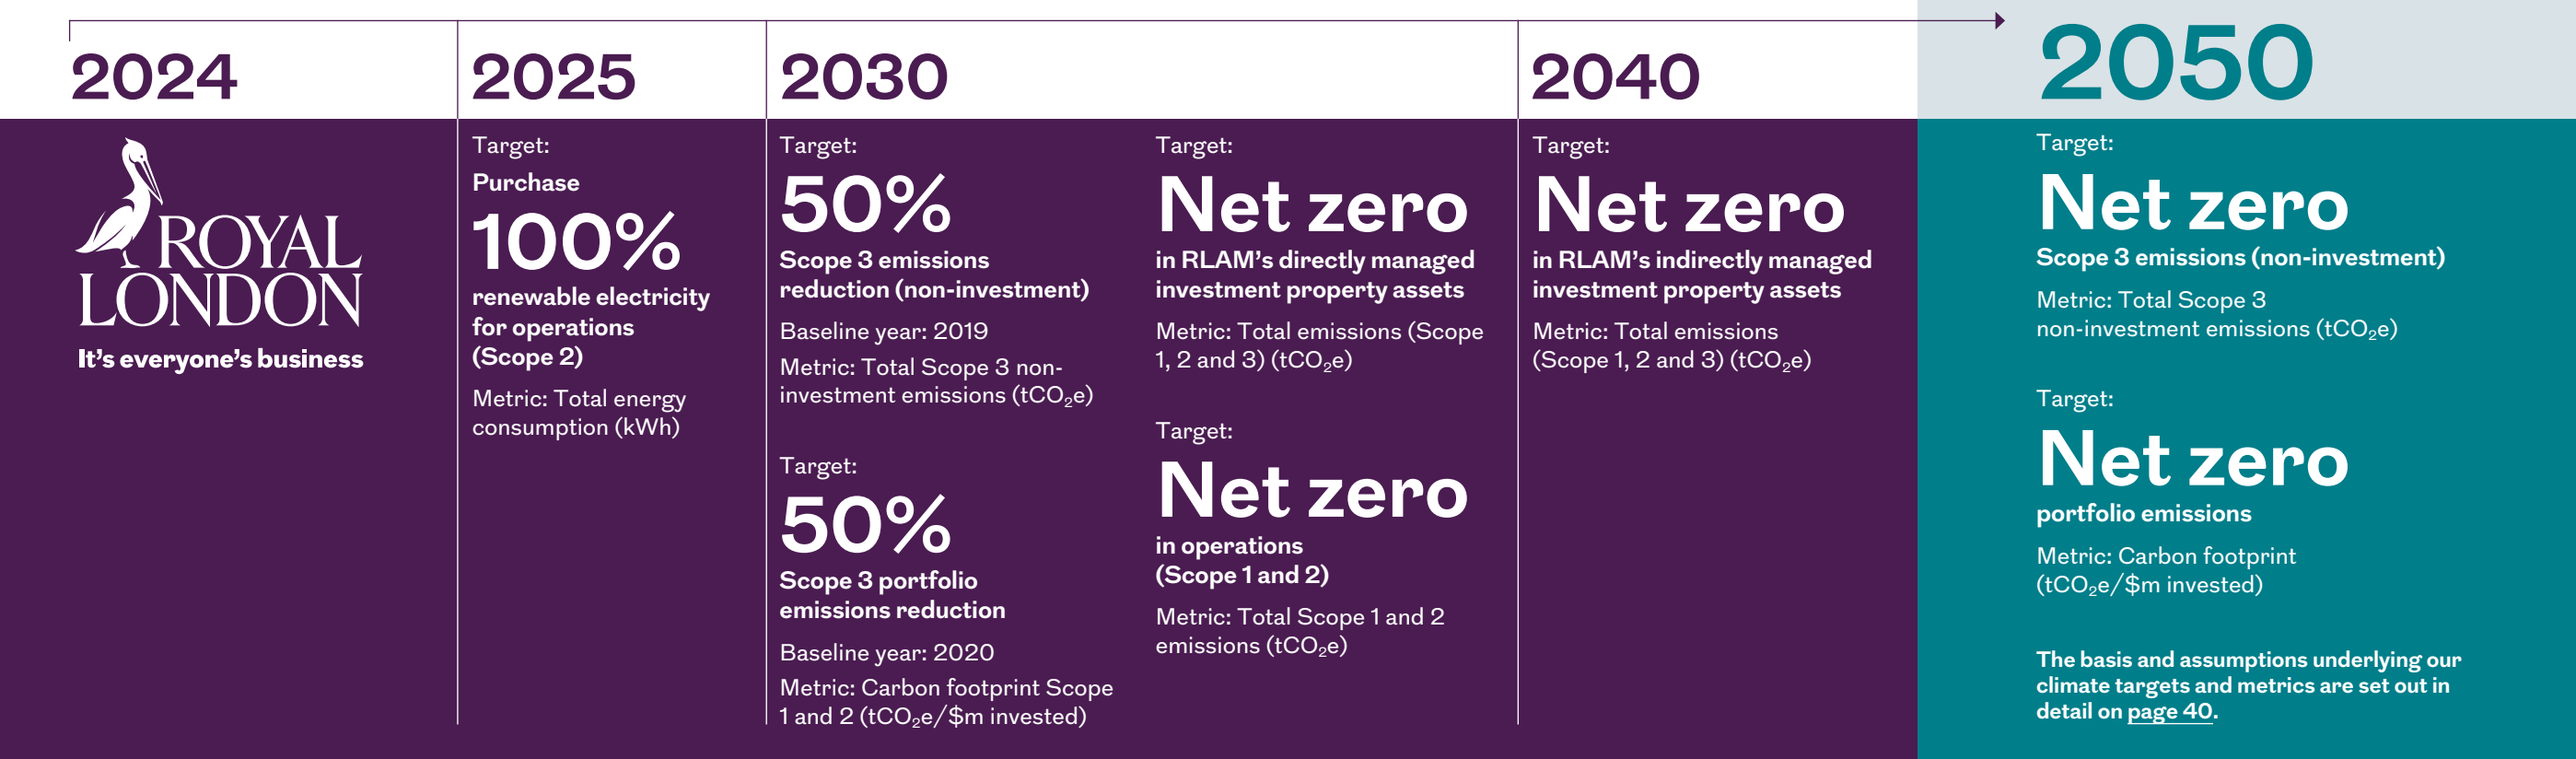 2024
ROYAL
LONDON
It's everyone's business
2025
Target:
Purchase
100%
renewable electricity
for operations
(Scope 2)
Metric: Total energy
consumption (kWh)
2030
Target:
50%
Scope 3 emissions
reduction (non-investment)
Baseline year: 2019
Metric: Total Scope 3 non-
investment emissions (tCO₂e)
Target:
50%
Scope 3 portfolio
emissions reduction
Baseline year: 2020
Metric: Carbon footprint Scope
1 and 2 (tCO₂e/$m invested)
Target:
Net zero
in RLAM's directly managed
investment property assets
Metric: Total emissions (Scope
1, 2 and 3) (tCO₂e)
Target:
Net zero
in operations
(Scope 1 and 2)
Metric: Total Scope 1 and 2
emissions (tCO₂e)
2040
Target:
Net zero
in RLAM's indirectly managed
investment property assets
Metric: Total emissions
(Scope 1, 2 and 3) (tCO₂e)
2050
Target:
Net zero
Scope 3 emissions (non-investment)
Metric: Total Scope 3
non-investment emissions (tCO₂e)
Target:
Net zero
portfolio emissions
Metric: Carbon footprint
(tCO₂e/$m invested)
The basis and assumptions underlying our
climate targets and metrics are set out in
detail on page 40.